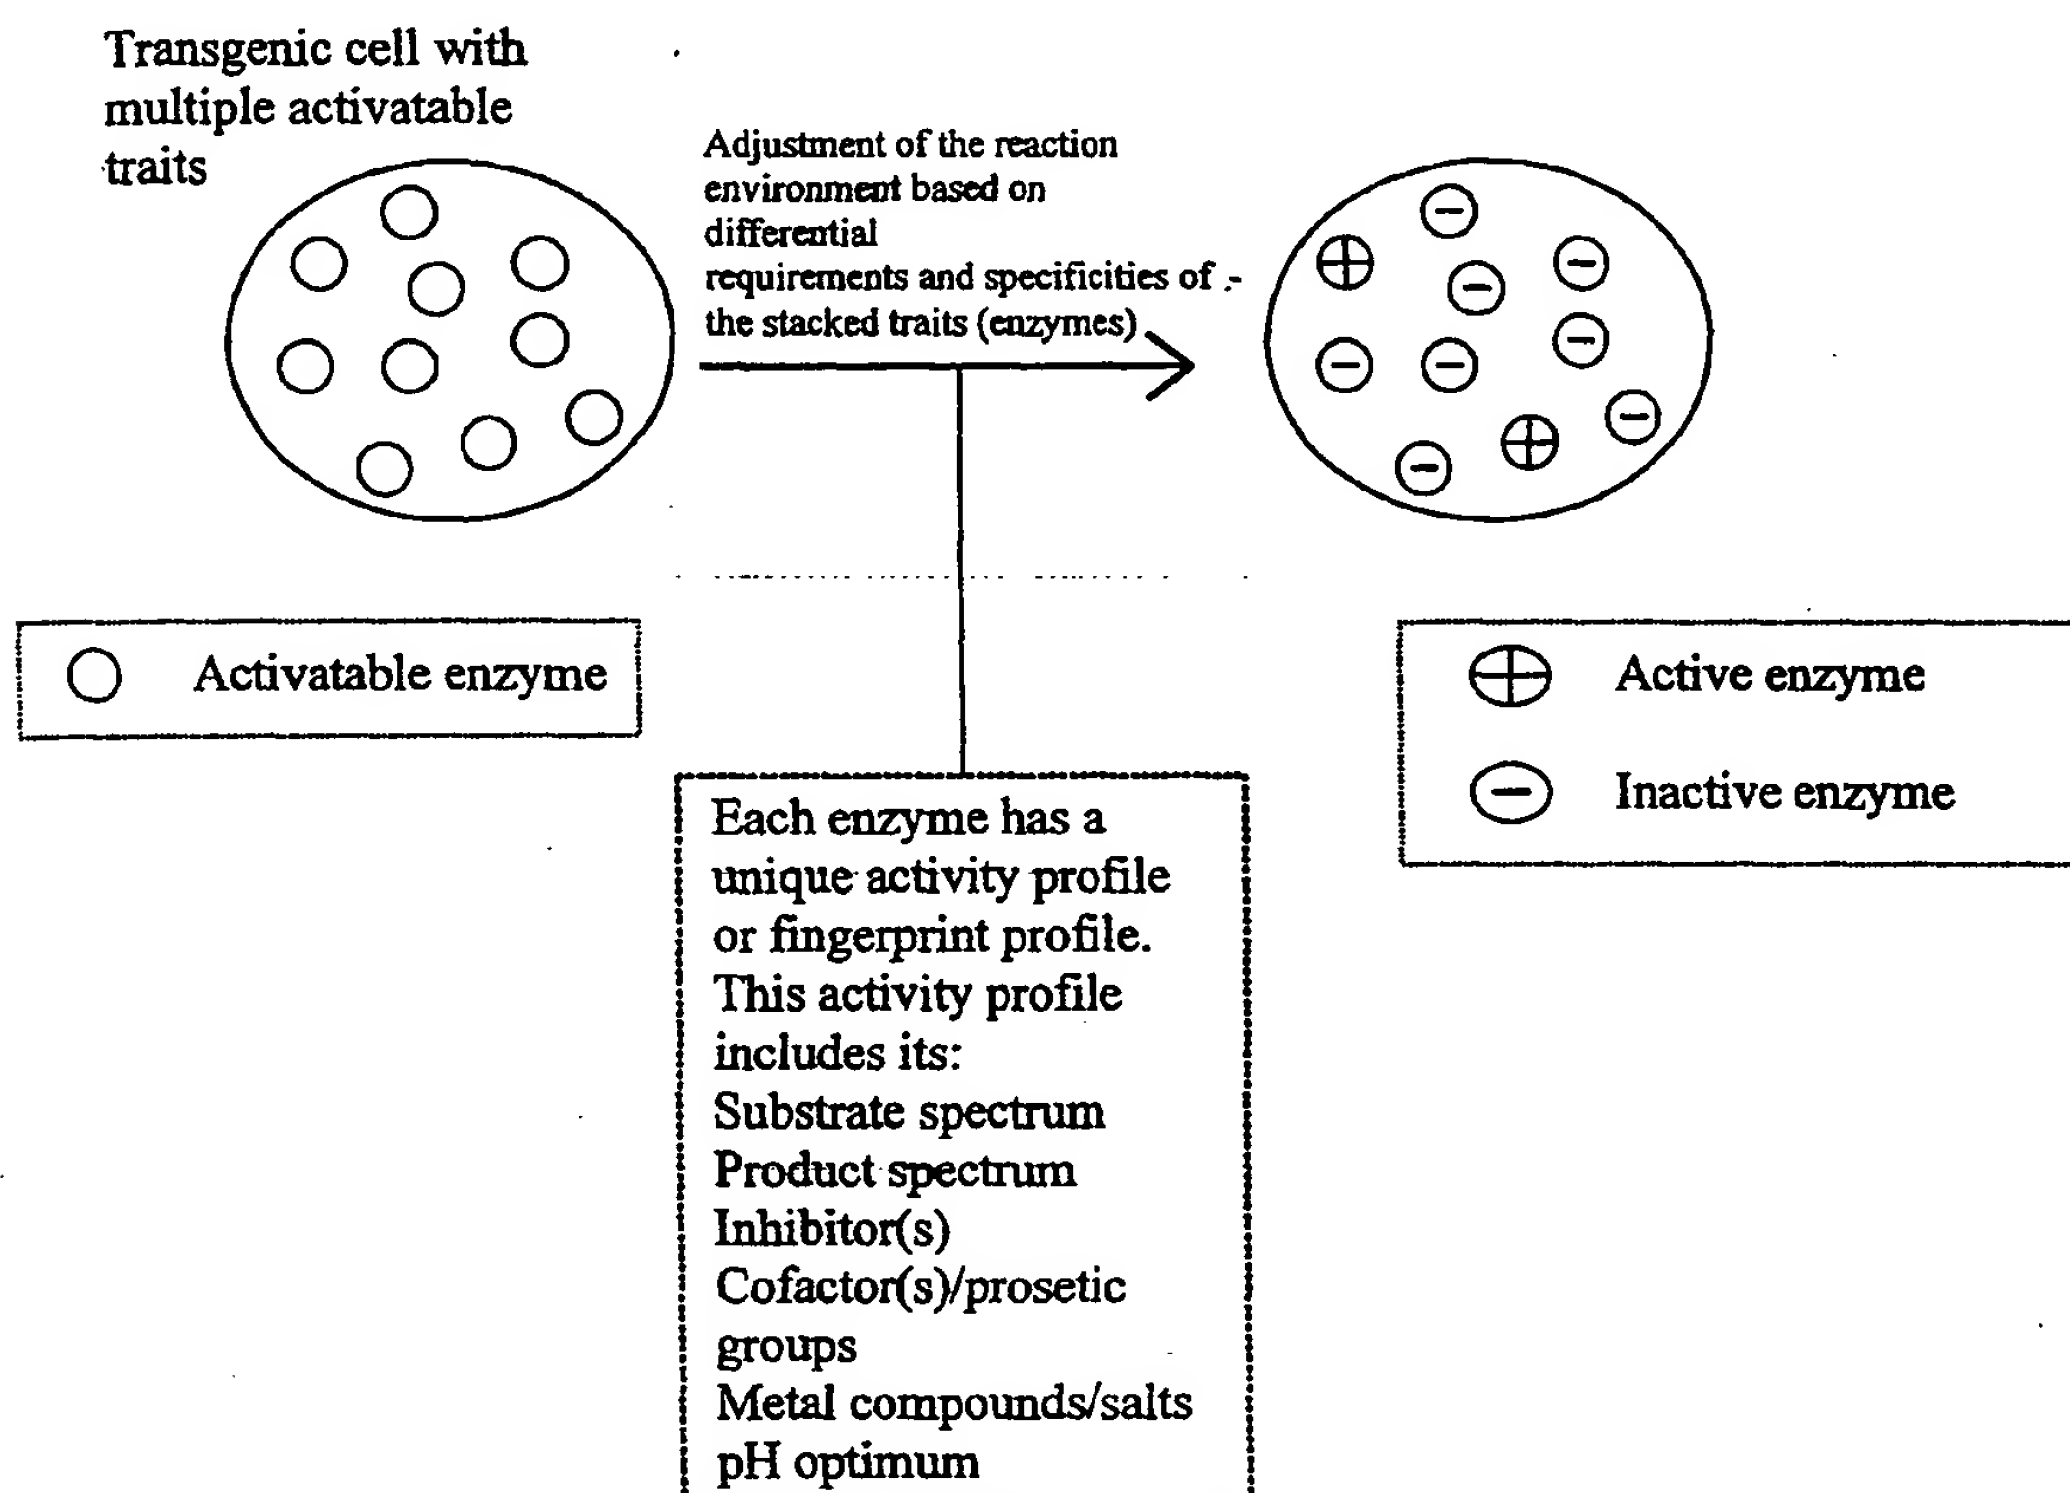 Transgenic cell with
multiple activatable
traits
Adjustment of the reaction
environment based on
differential
requirements and specificities of
the stacked traits (enzymes)
Activatable enzyme
Active enzyme
Inactive enzyme
Each enzyme has a
unique activity profile
or fingerprint profile.
This activity profile
includes its:
Substrate spectrum
Product spectrum
Inhibitor(s)
Cofactor(s)/prosetic
groups
Metal compounds/salts
pH optimum